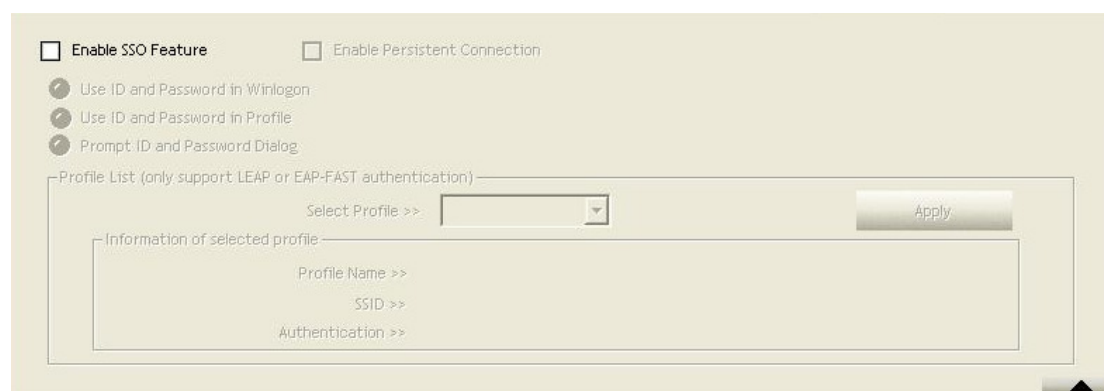 Enable SSO Feature Enable Persistent Connection
Use ID and Password in Winlogon
Use ID and Password in Profile
Prompt ID and Password Dialog
Profile List (only support LEAP or EAP-FAST authentication)
Select Profile >> Apply
Information of selected profile
Profile Name >>
SSID >>
Authentication >>